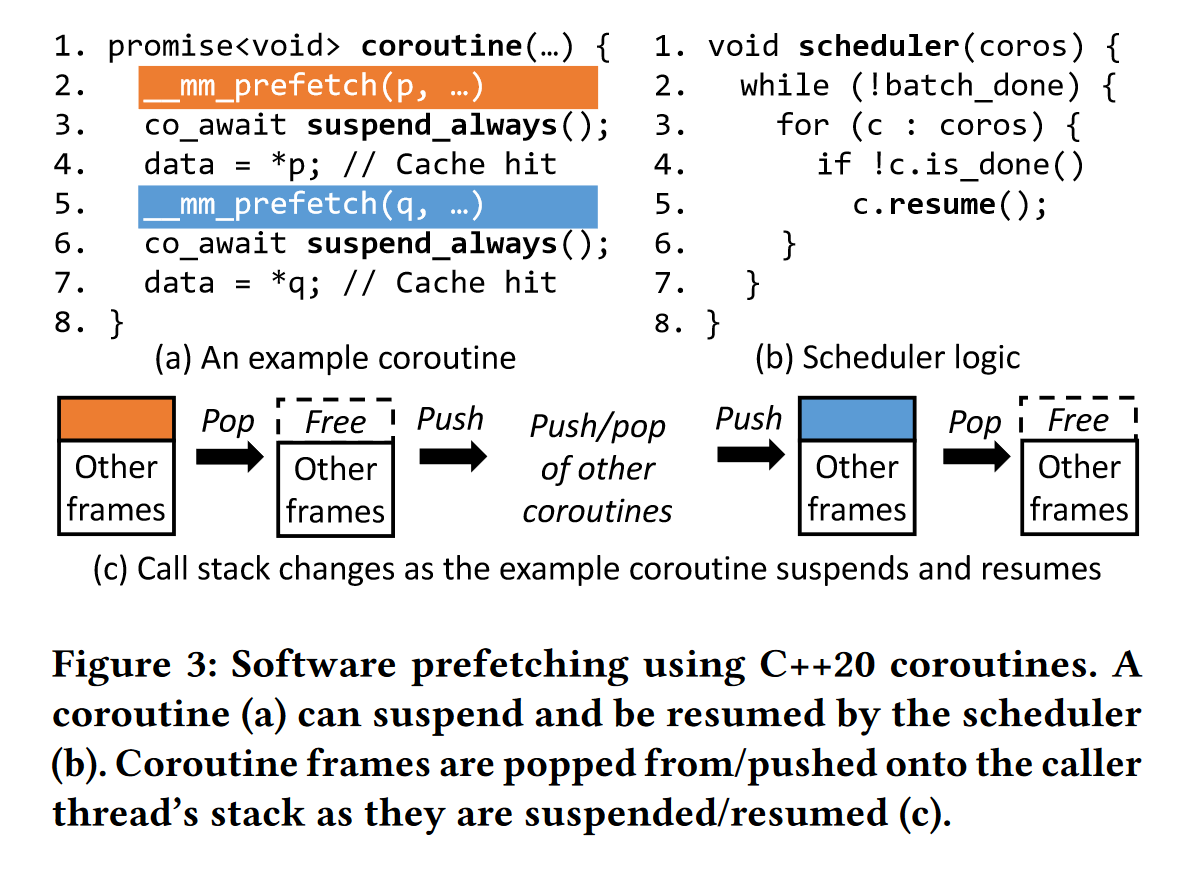 1. promise<void> coroutine(…) {
2. __mm_prefetch(p, …)
3. co_await suspend_always();
4. data = *p; // Cache hit
5. __mm_prefetch(q, …)
6. co_await suspend_always();
7. data = *q; // Cache hit
8. }
(a) An example coroutine
1. void scheduler(coros) {
2. while (!batch_done) {
3. for (c : coros) {
4. if !c.is_done()
5. c.resume();
6. }
7. }
8. }
(b) Scheduler logic
Other
frames
Pop
Free
Other
frames
Push
Push/pop
of other
coroutines
Push
Other
frames
Pop
Free
Other
frames
(c) Call stack changes as the example coroutine suspends and resumes
Figure 3: Software prefetching using C++20 coroutines. A
coroutine (a) can suspend and be resumed by the scheduler
(b). Coroutine frames are popped from/pushed onto the caller
thread’s stack as they are suspended/resumed (c).